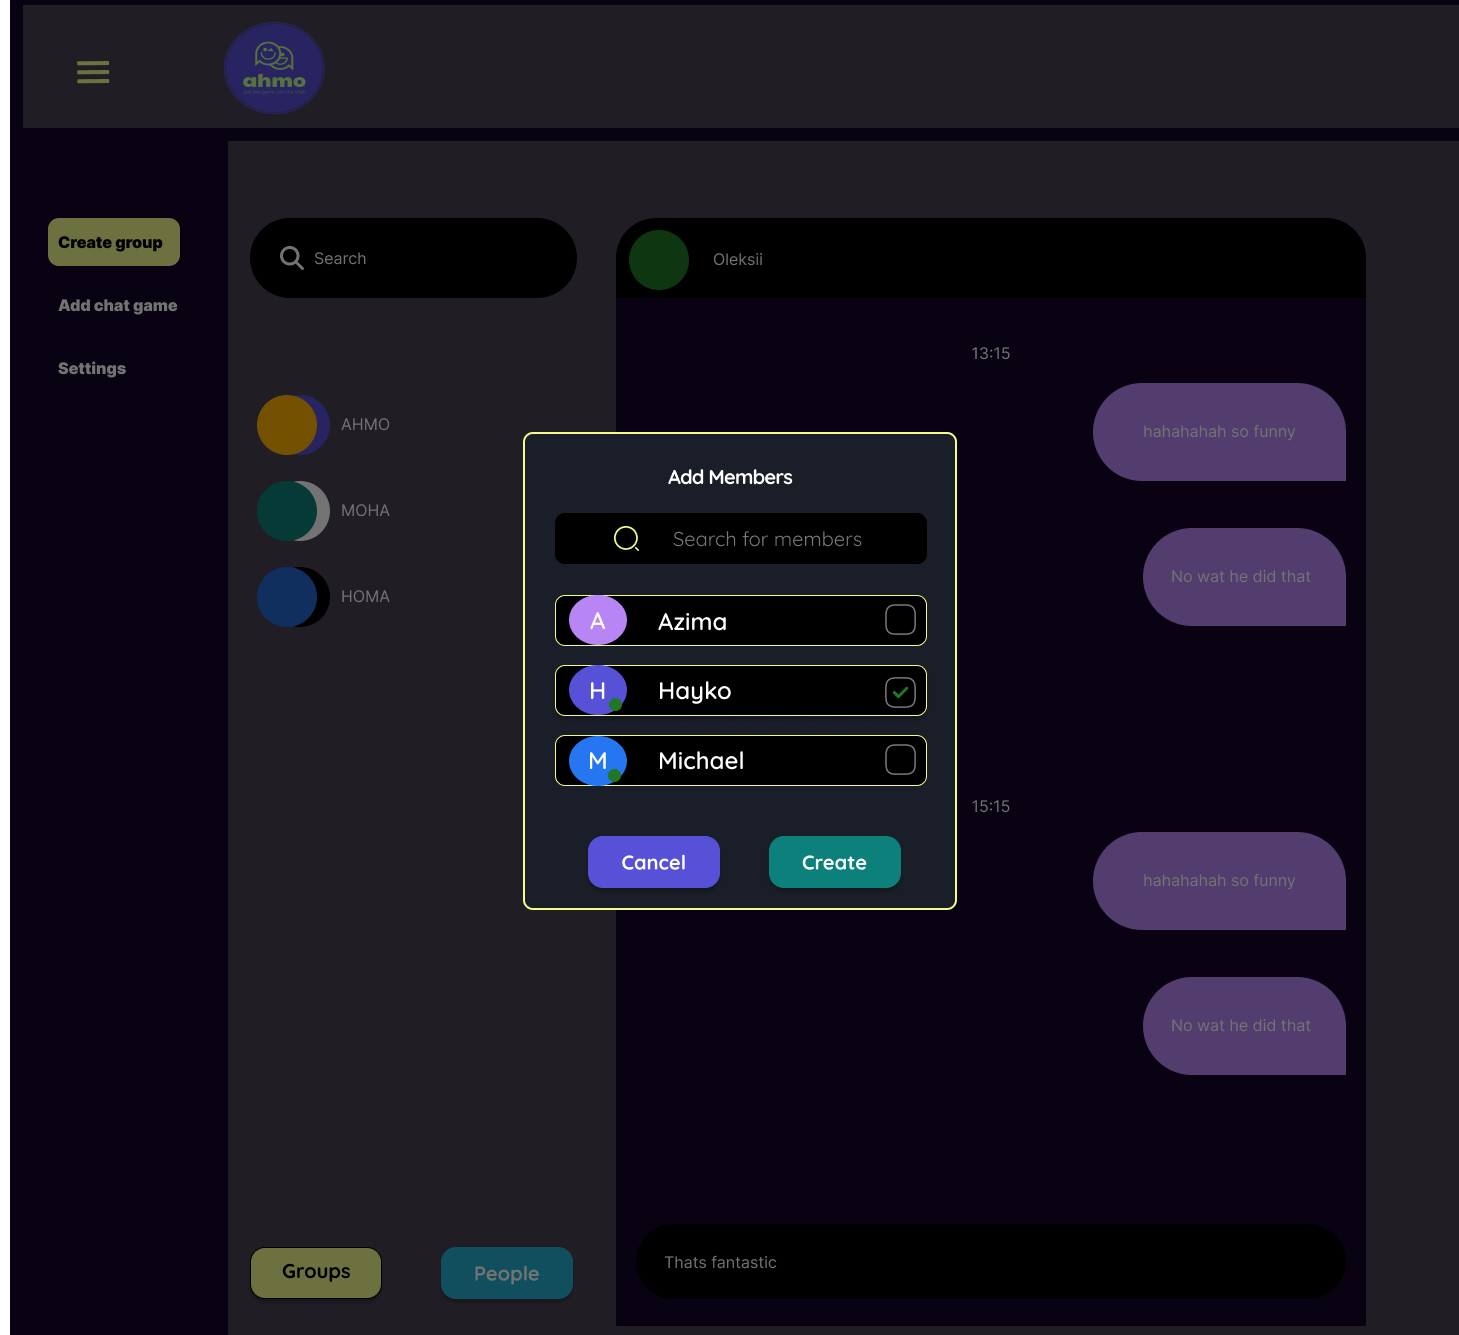 ahmo
Create group
Add chat game
Settings
Search
AHMO
MOHA
HOMA
Oleksii
13:15
hahahahah so funny
No wat he did that
15:15
hahahahah so funny
No wat he did that
Thats fantastic
Add Members
Search for members
A Azima
H Hayko
M Michael
Cancel Create
Groups People